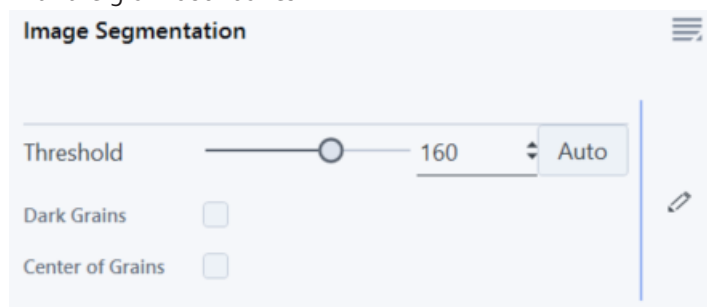 Image Segmentation
Threshold 160 Auto
Dark Grains
Center of Grains